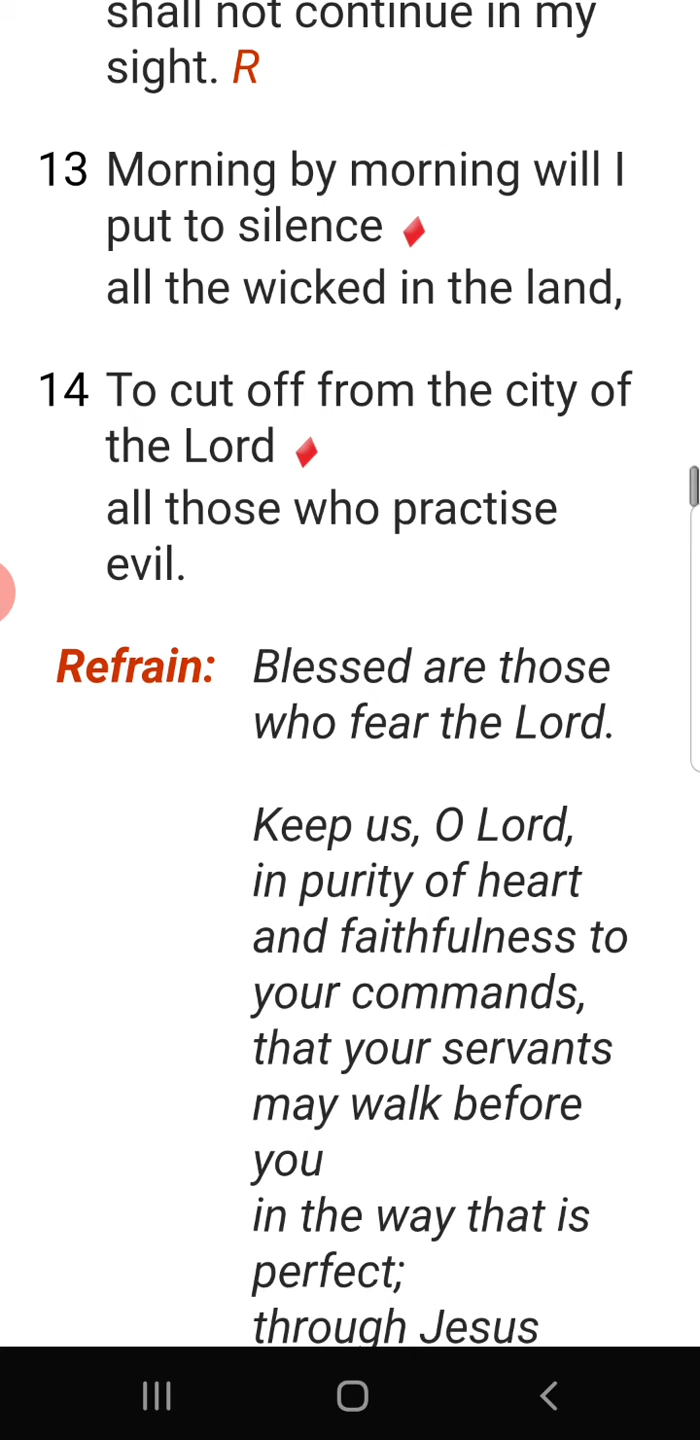 shall not continue in my
sight. R
13 Morning by morning will I
put to silence ♦
all the wicked in the land,
14 To cut off from the city of
the Lord ♦
all those who practise
evil.
Refrain: Blessed are those
who fear the Lord.
Keep us, O Lord,
in purity of heart
and faithfulness to
your commands,
that your servants
may walk before
you
in the way that is
perfect;
through Jesus